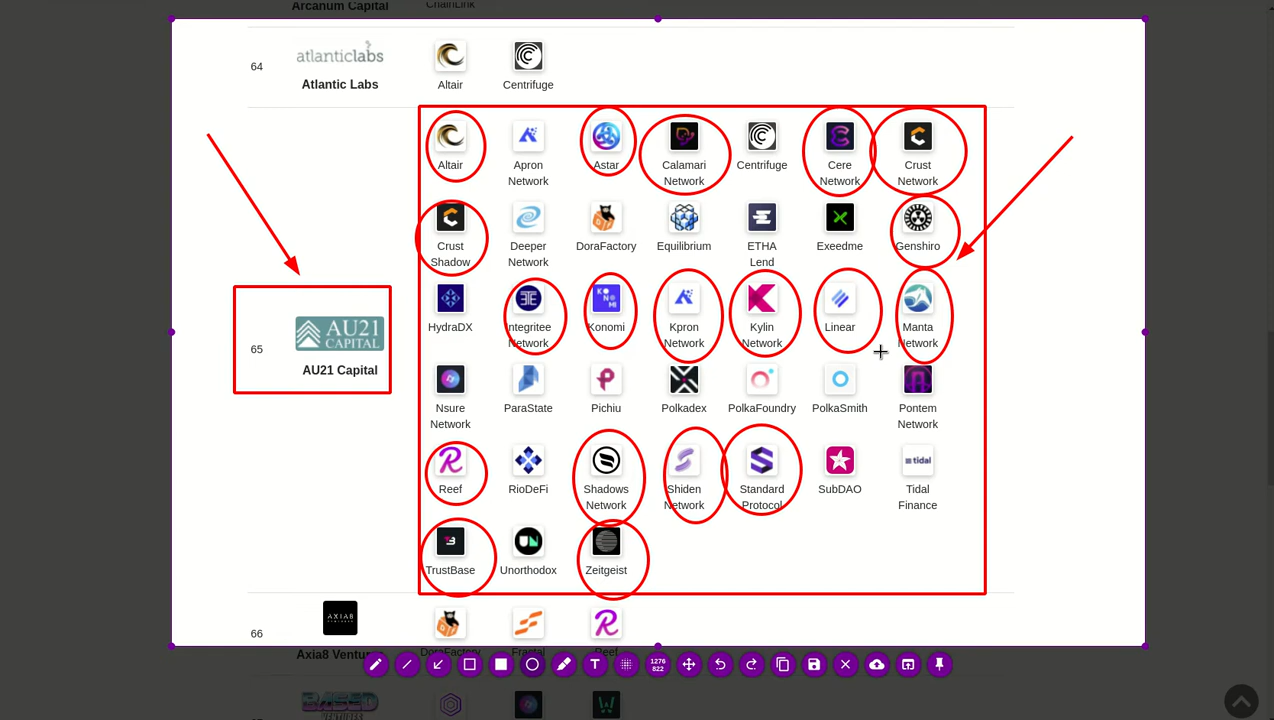 Arcanum Capital
ChainLink
64
atlanticlabs
Atlantic Labs
Altair
Centrifuge
Altair
Apron
Network
Astar
Calamari
Network
Centrifuge
Cere
Network
Crust
Network
Crust
Shadow
Deeper
Network
DoraFactory
Equilibrium
ETHA
Lend
Exeedme
Genshiro
65
AU21
CAPITAL
AU21 Capital
HydraDX
Integritee
Network
KONOMI
Konomi
Kpron
Network
Kylin
Network
Linear
Manta
Network
Nsure
Network
ParaState
Pichiu
Polkadex
PolkaFoundry
PolkaSmith
Pontem
Network
Reef
RioDeFi
Shadows
Network
Shiden
Network
Standard
Protocol
SubDAO
tidal
Tidal
Finance
TrustBase
Unorthodox
Zeitgeist
66
AXIA8
Axia8 Ventur
DoraFactory
Fractal
Reef
T
1276
822
BASED